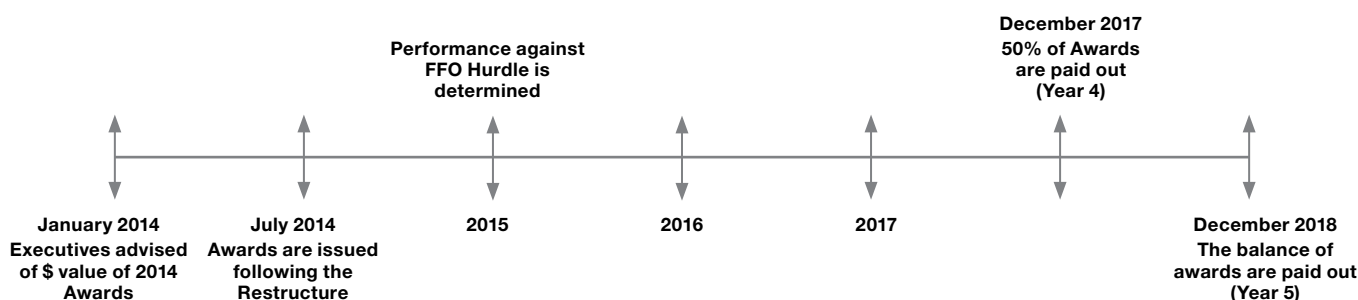 December 2017
50% of Awards
are paid out
(Year 4)
Performance against
FFO Hurdle is
determined
January 2014
Executives advised
of $ value of 2014
Awards
July 2014
Awards are issued
following the
Restructure
2015
2016
2017
December 2018
The balance of
awards are paid out
(Year 5)